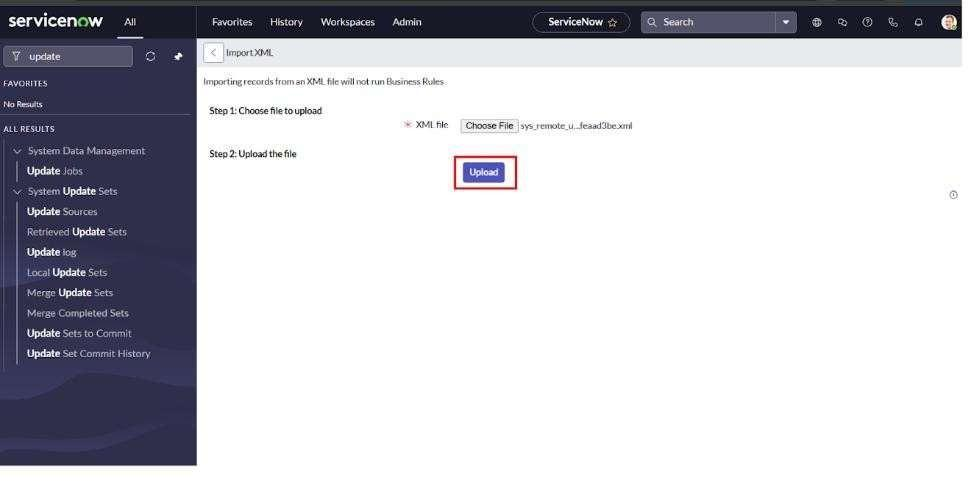 servicenow All Favorites History Workspaces Admin ServiceNow Search
update
FAVORITES
No Results
ALL RESULTS
System Data Management
Update Jobs
System Update Sets
Update Sources
Retrieved Update Sets
Update log
Local Update Sets
Merge Update Sets
Merge Completed Sets
Update Sets to Commit
Update Set Commit History
Import XML
Importing records from an XML file will not run Business Rules
Step 1: Choose file to upload
* XML file Choose File sys_remote_u...feaad3be.xml
Step 2: Upload the file
Upload